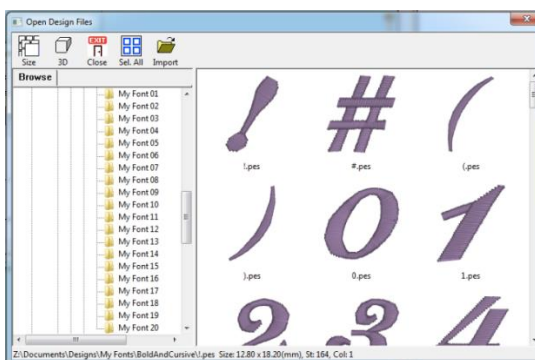 Open Design Files
EXIT
Size 3D Close Sel. All Import
Browse
My Font 01
My Font 02
My Font 03
My Font 04
My Font 05
My Font 06
My Font 07
My Font 08
My Font 09
My Font 10
My Font 11
My Font 12
My Font 13
My Font 14
My Font 15
My Font 16
My Font 17
My Font 18
My Font 19
My Font 20
! # (
!.pes #.pes (.pes
) 0 1
).pes 0.pes 1.pes
2 3 4
Z:\Documents\Designs\My Fonts\BoldAndCursive\!.pes Size: 12.80 x 18.20(mm), St: 164, Col: 1